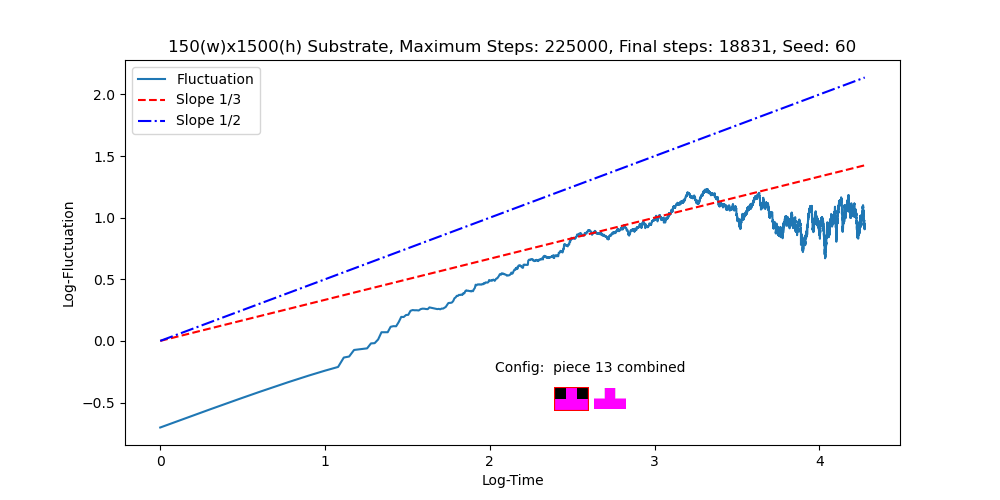 150(w)x1500(h) Substrate, Maximum Steps: 225000, Final steps: 18831, Seed: 60
Fluctuation
Slope 1/3
Slope 1/2
2.0
1.5
1.0
0.5
0.0
−0.5
Log-Fluctuation
Config:  piece 13 combined
0
1
2
3
4
Log-Time